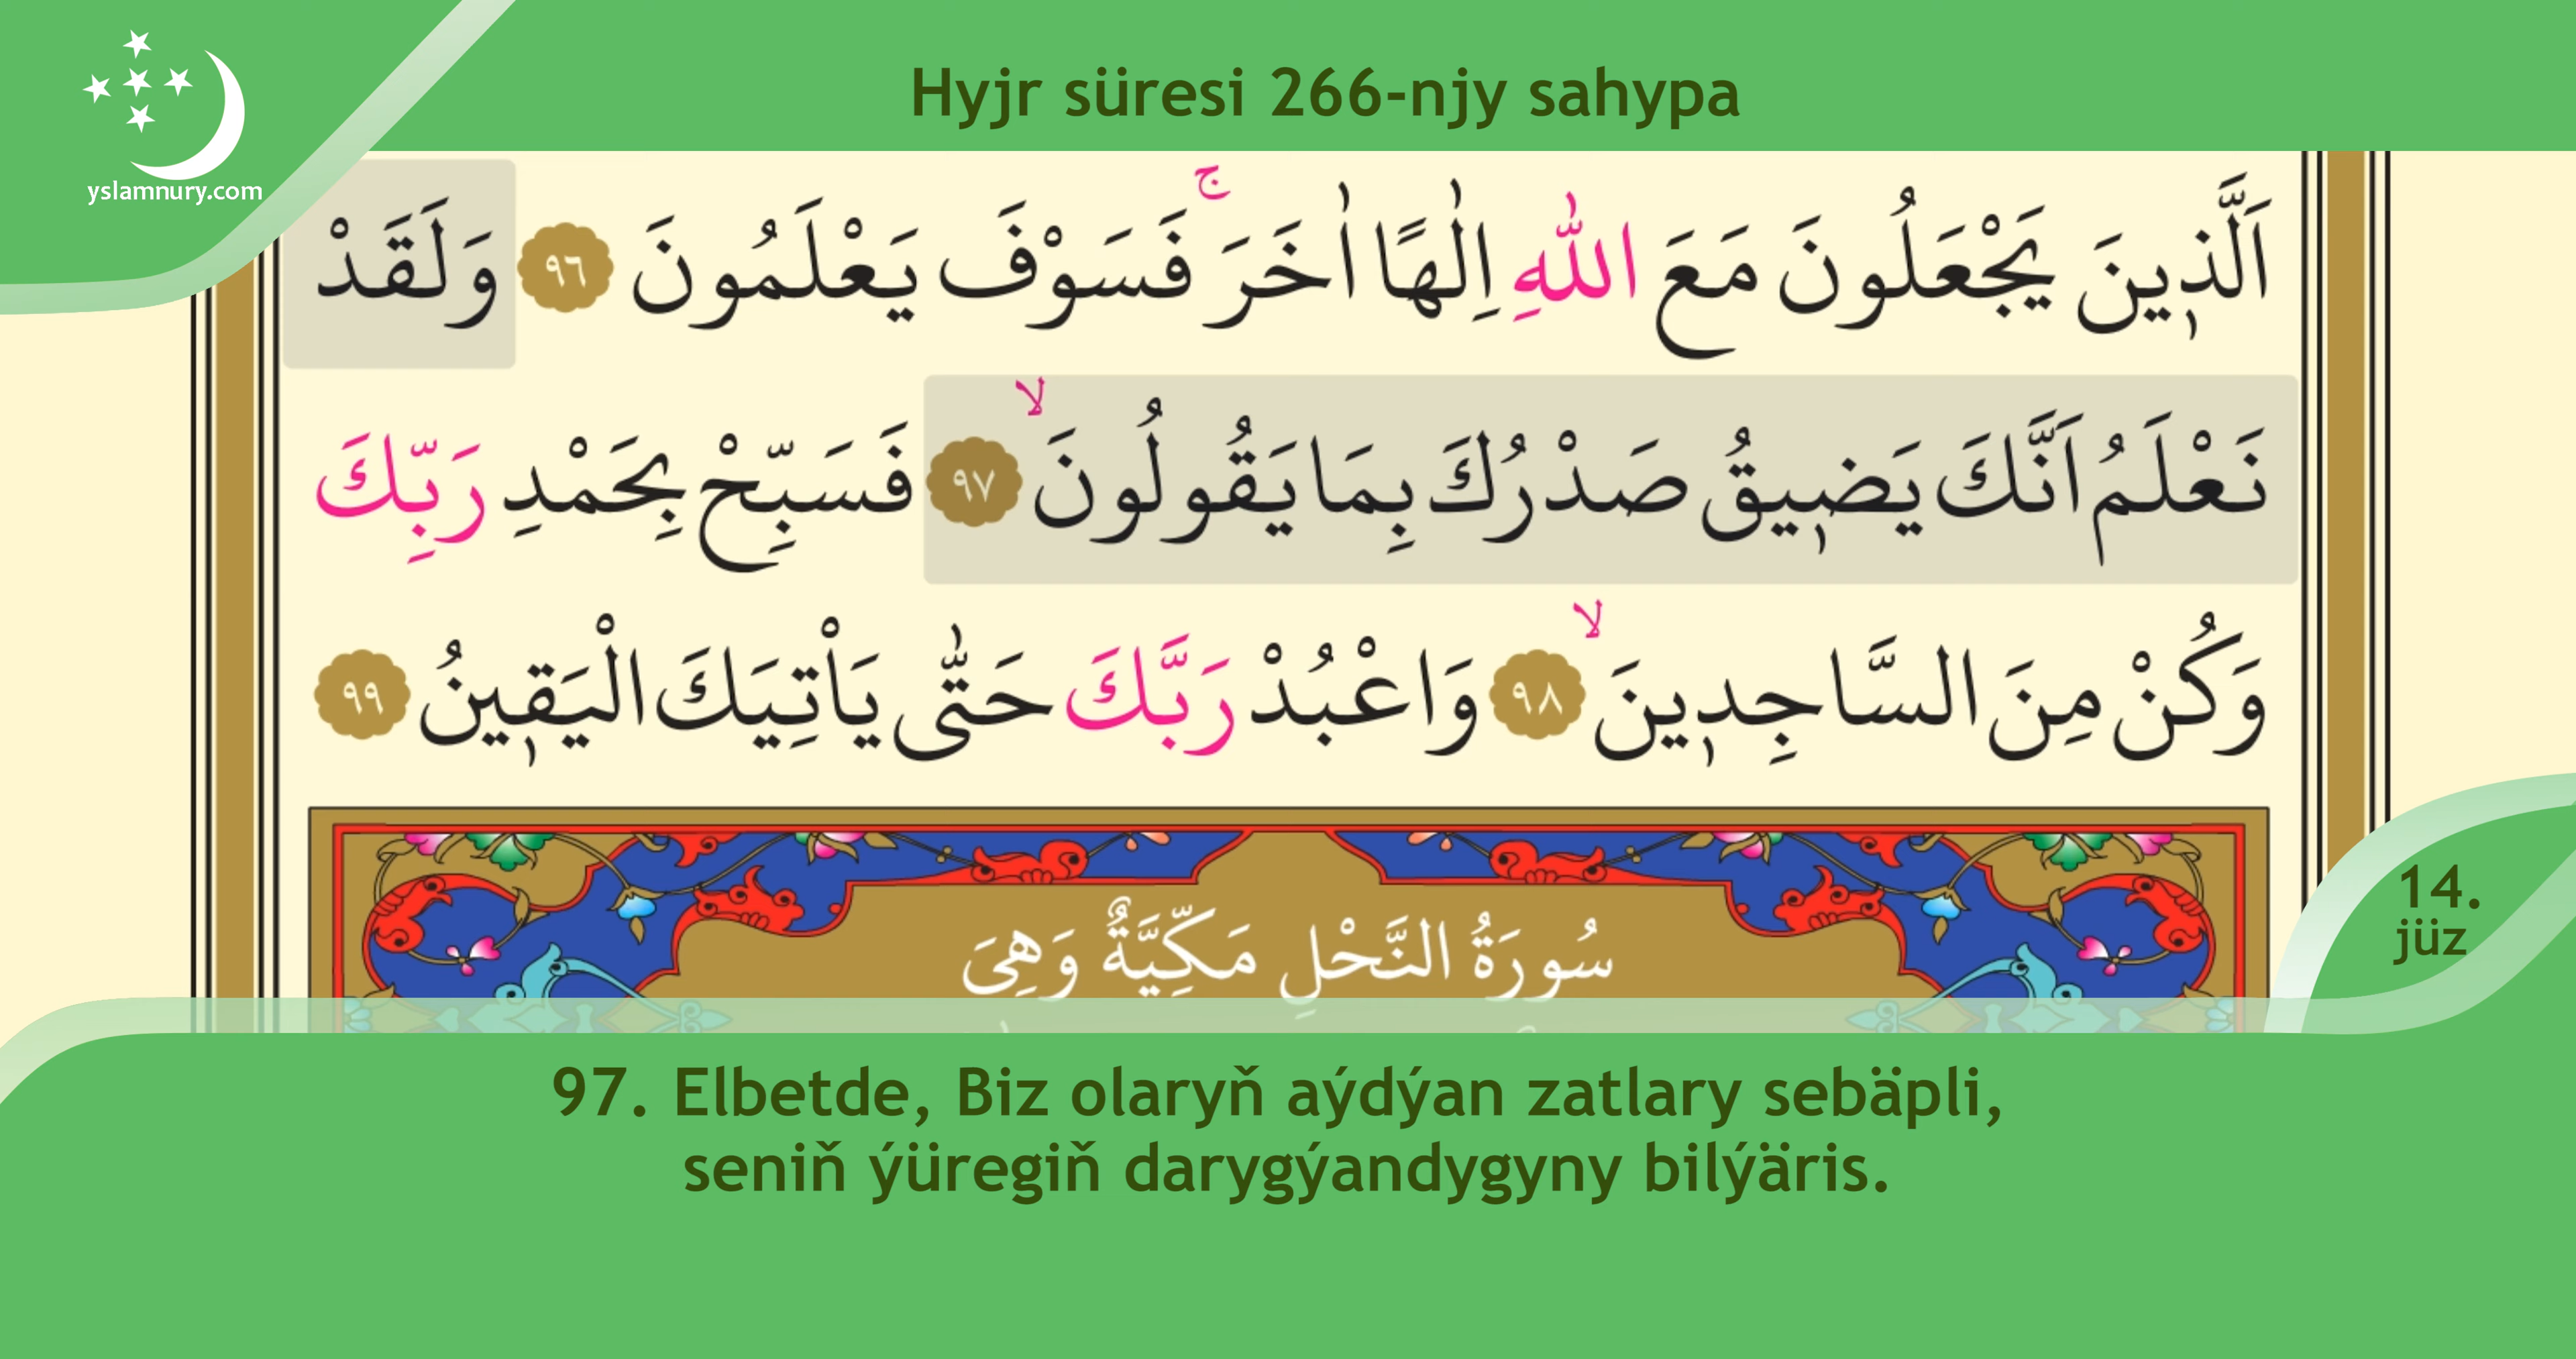 yslamnury.com
Hyjr süresi 266-njy sahypa
اَلَّذٖينَ يَجْعَلُونَ مَعَ اللّٰهِ اِلٰهًا اٰخَرَۚ فَسَوْفَ يَعْلَمُونَ ٩٦ وَلَقَدْ
نَعْلَمُ اَنَّكَ يَضٖيقُ صَدْرُكَ بِمَا يَقُولُونَۙ ٩٧ فَسَبِّحْ بِحَمْدِ رَبِّكَ
وَكُنْ مِنَ السَّاجِدٖينَۙ ٩٨ وَاعْبُدْ رَبَّكَ حَتّٰى يَاْتِيَكَ الْيَقٖينُ ٩٩
سُورَةُ النَّحْلِ مَكِّيَّةٌ وَهِىَ
14.
jüz
97. Elbetde, Biz olaryň aýdýan zatlary sebäpli,
seniň ýüregiň darygýandygyny bilýäris.